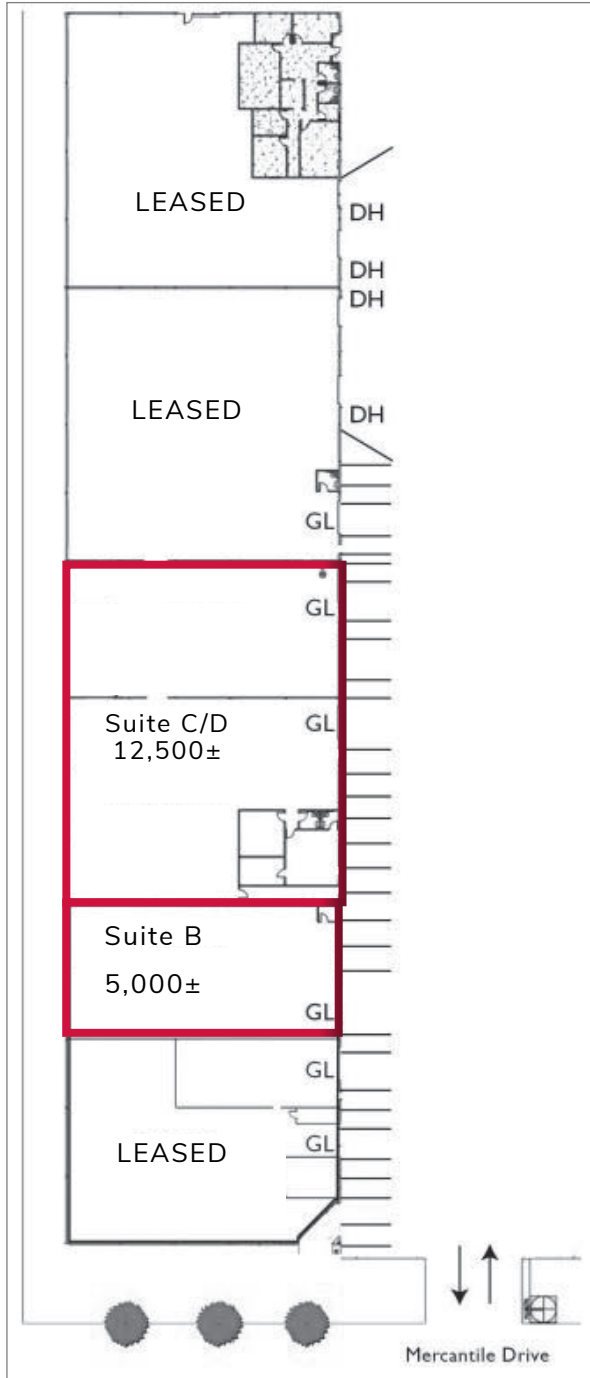 LEASED
DH
DH
DH
LEASED
DH
GL
GL
Suite C/D
GL
12,500±
Suite B
5,000±
GL
GL
LEASED
GL
Mercantile Drive